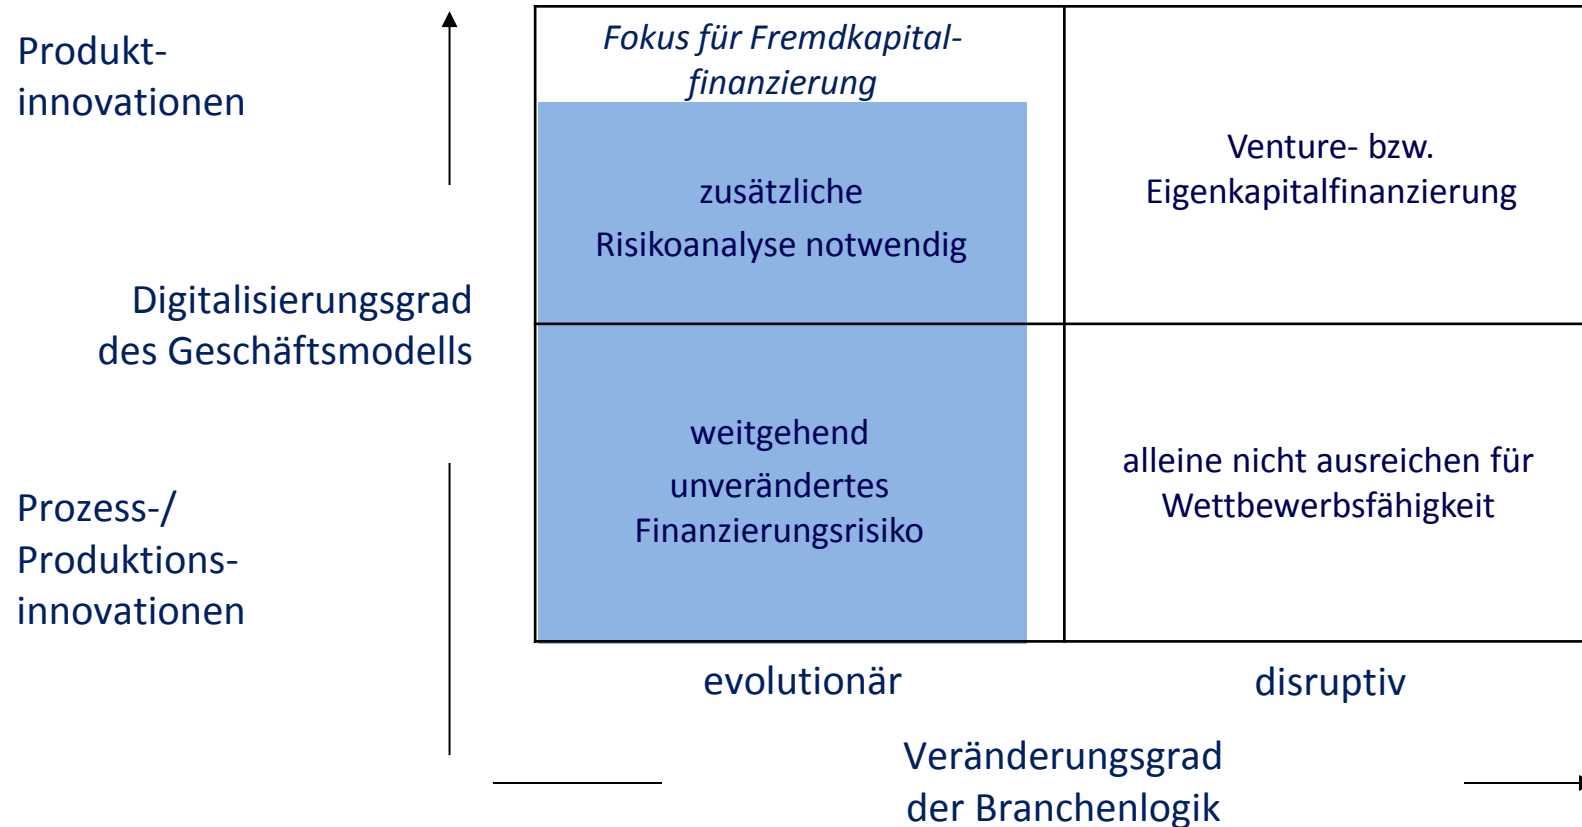 Produkt-
innovationen
Fokus für Fremdkapital-
finanzierung
zusätzliche
Risikoanalyse notwendig
Venture- bzw.
Eigenkapitalfinanzierung
Digitalisierungsgrad
des Geschäftsmodells
Prozess-/
Produktions-
innovationen
weitgehend
unverändertes
Finanzierungsrisiko
alleine nicht ausreichen für
Wettbewerbsfähigkeit
evolutionär
disruptiv
Veränderungsgrad
der Branchenlogik